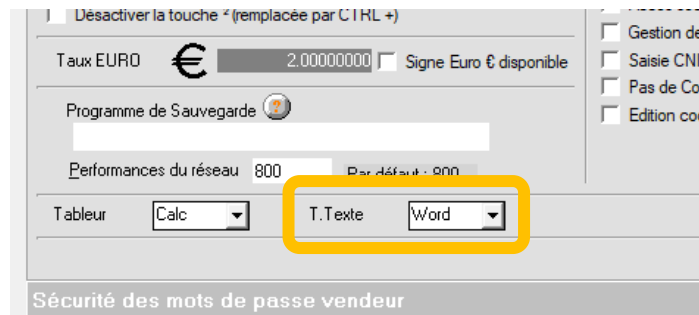 Désactiver la touche ² (remplacée par CTRL +)
Gestion de
Taux EURO € 2.00000000 Signe Euro € disponible
Saisie CNI
Pas de Co
Programme de Sauvegarde ?
Edition co
Performances du réseau 800 Par défaut : 800
Tableur Calc T.Texte Word
Sécurité des mots de passe vendeur